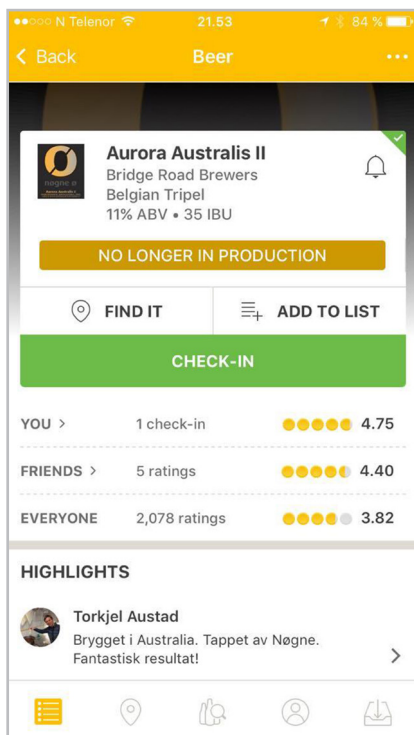 N Telenor 21.53 84 %
Back Beer
Aurora Australis II
Bridge Road Brewers
nøgne ø
Belgian Tripel
11% ABV • 35 IBU
NO LONGER IN PRODUCTION
FIND IT ADD TO LIST
CHECK-IN
YOU > 1 check-in 4.75
FRIENDS > 5 ratings 4.40
EVERYONE 2,078 ratings 3.82
HIGHLIGHTS
Torkjel Austad
Brygget i Australia. Tappet av Nøgne.
Fantastisk resultat!